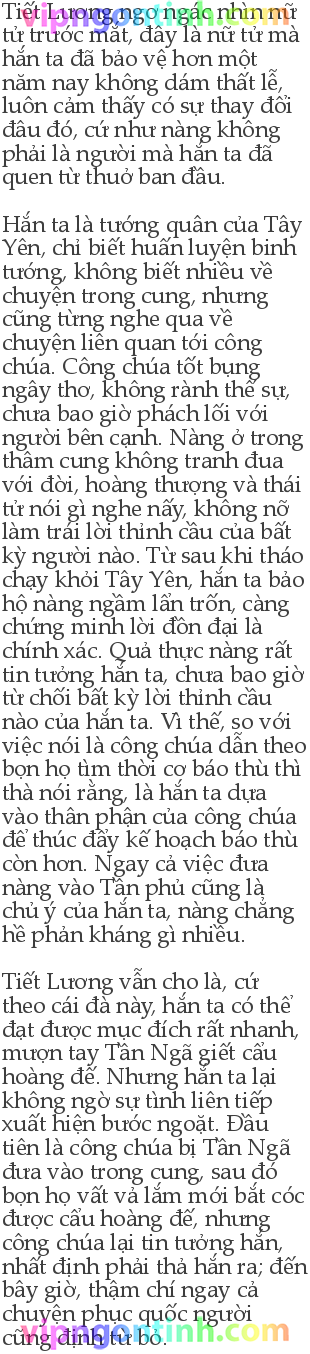 Tiết Lương ngơ ngác nhìn nữ
tử trước mắt, đây là nữ tử mà
hắn ta đã bảo vệ hơn một
năm nay không dám thất lễ,
luôn cảm thấy có sự thay đổi
đâu đó, cứ như nàng không
phải là người mà hắn ta đã
quen từ thuở ban đầu.
Hắn ta là tướng quân của Tây
Yên, chỉ biết huấn luyện binh
tướng, không biết nhiều về
chuyện trong cung, nhưng
cũng từng nghe qua về
chuyện liên quan tới công
chúa. Công chúa tốt bụng
ngây thơ, không rành thế sự,
chưa bao giờ phách lối với
người bên cạnh. Nàng ở trong
thâm cung không tranh đua
với đời, hoàng thượng và thái
tử nói gì nghe nấy, không nỡ
làm trái lời thỉnh cầu của bất
kỳ người nào. Từ sau khi tháo
chạy khỏi Tây Yên, hắn ta bảo
hộ nàng ngầm lẩn trốn, càng
chứng minh lời đồn đại là
chính xác. Quả thực nàng rất
tin tưởng hắn ta, chưa bao giờ
từ chối bất kỳ lời thỉnh cầu
nào của hắn ta. Vì thế, so với
việc nói là công chúa dẫn theo
bọn họ tìm thời cơ báo thù thì
thà nói rằng, là hắn ta dựa
vào thân phận của công chúa
để thúc đẩy kế hoạch báo thù
còn hơn. Ngay cả việc đưa
nàng vào Tần phủ cũng là
chủ ý của hắn ta, nàng chẳng
hề phản kháng gì nhiều.
Tiết Lương vẫn cho là, cứ
theo cái đà này, hắn ta có thể
đạt được mục đích rất nhanh,
mượn tay Tần Ngã giết cẩu
hoàng đế. Nhưng hắn ta lại
không ngờ sự tình liên tiếp
xuất hiện bước ngoặt. Đầu
tiên là công chúa bị Tần Ngã
đưa vào trong cung, sau đó
bọn họ vất vả lắm mới bắt cóc
được cẩu hoàng đế, nhưng
công chúa lại tin tưởng hắn,
nhất định phải thả hắn ra; đến
bây giờ, thậm chí ngay cả
chuyện phục quốc người
cũng định từ bỏ.
vipngontinh.com
vipngontinh.com